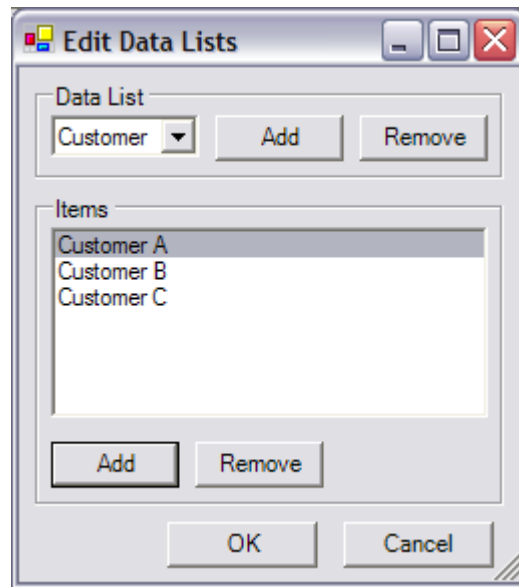 Edit Data Lists
Data List
Customer Add Remove
Items
Customer A
Customer B
Customer C
Add Remove
OK Cancel